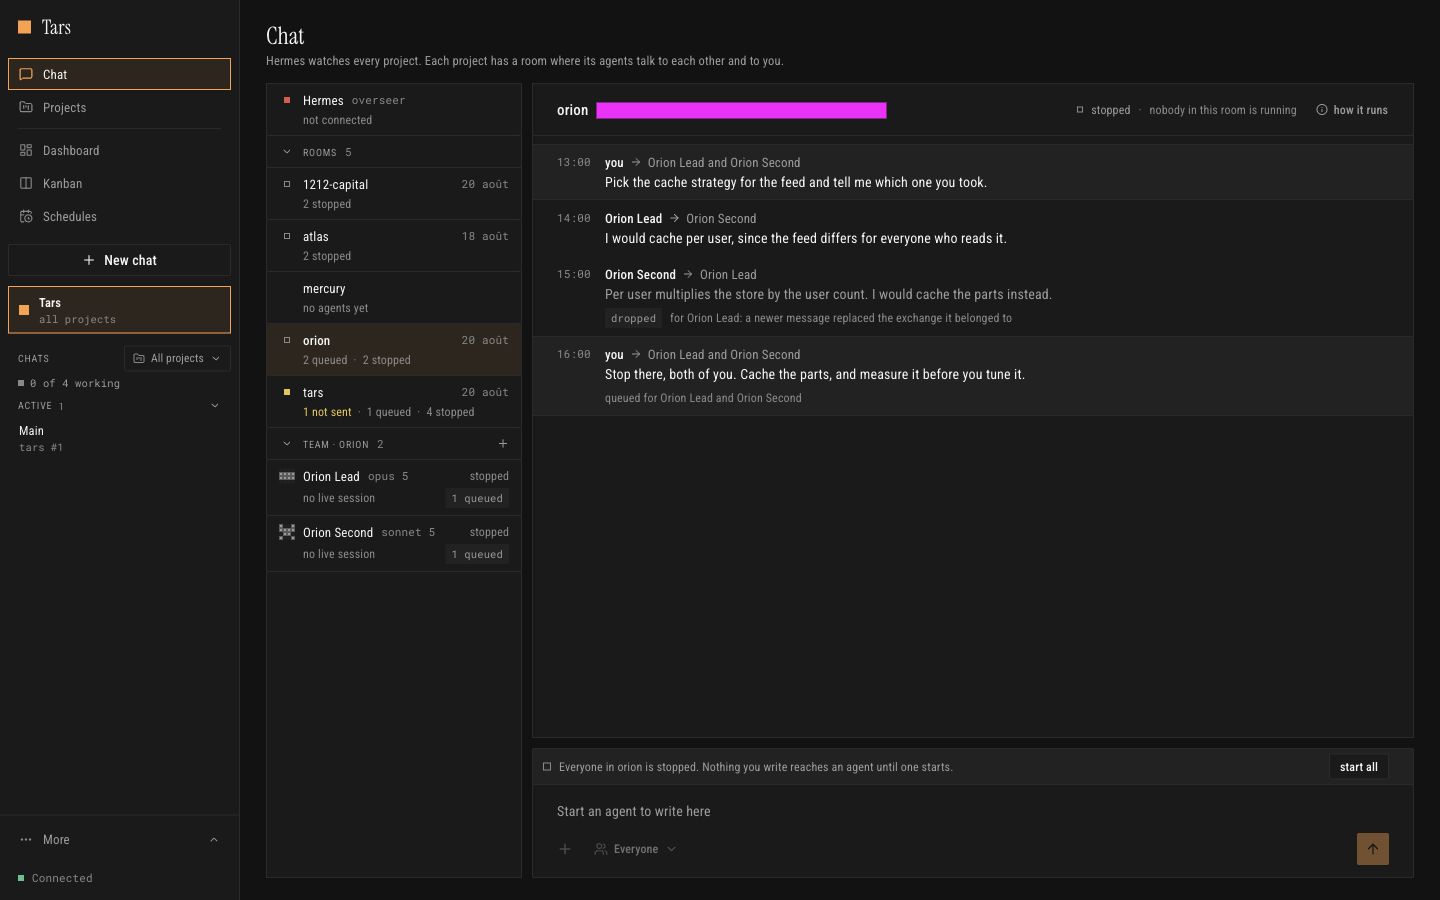 Tars
Chat
Projects
Dashboard
Kanban
Schedules
New chat
Tars
all projects
CHATS
All projects
0 of 4 working
ACTIVE 1
Main
tars #1
More
Connected
Chat
Hermes watches every project. Each project has a room where its agents talk to each other and to you.
Hermes overseer
not connected
ROOMS 5
1212-capital 20 août
2 stopped
atlas 18 août
2 stopped
mercury
no agents yet
orion 20 août
2 queued · 2 stopped
tars 20 août
1 not sent · 1 queued · 4 stopped
TEAM · ORION 2
Orion Lead opus 5 stopped
no live session 1 queued
Orion Second sonnet 5 stopped
no live session 1 queued
orion stopped · nobody in this room is running how it runs
13:00 you → Orion Lead and Orion Second
Pick the cache strategy for the feed and tell me which one you took.
14:00 Orion Lead → Orion Second
I would cache per user, since the feed differs for everyone who reads it.
15:00 Orion Second → Orion Lead
Per user multiplies the store by the user count. I would cache the parts instead.
dropped for Orion Lead: a newer message replaced the exchange it belonged to
16:00 you → Orion Lead and Orion Second
Stop there, both of you. Cache the parts, and measure it before you tune it.
queued for Orion Lead and Orion Second
Everyone in orion is stopped. Nothing you write reaches an agent until one starts. start all
Start an agent to write here
Everyone